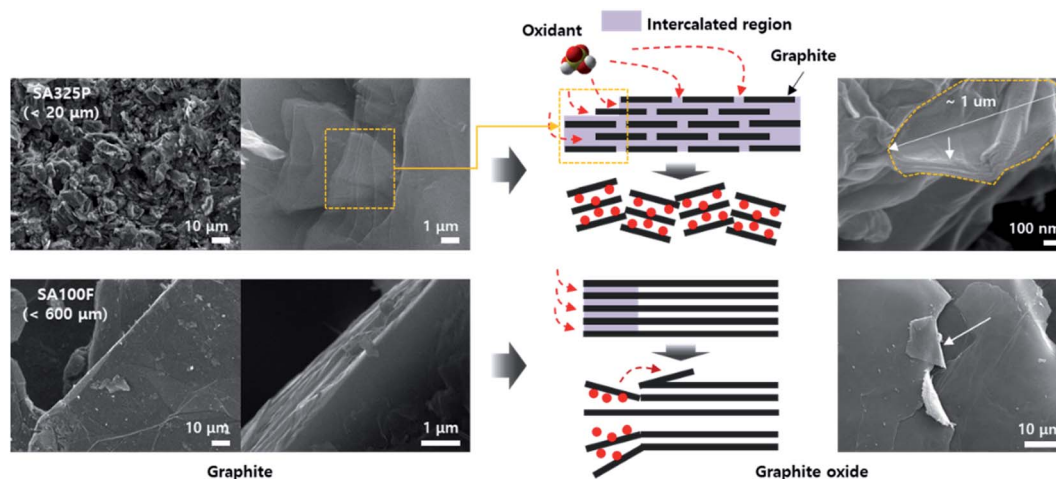 Intercalated region
Oxidant
Graphite
SA325P
(< 20 μm)
10 μm
1 μm
~ 1 um
100 nm
SA100F
(< 600 μm)
10 μm
1 μm
10 μm
Graphite
Graphite oxide